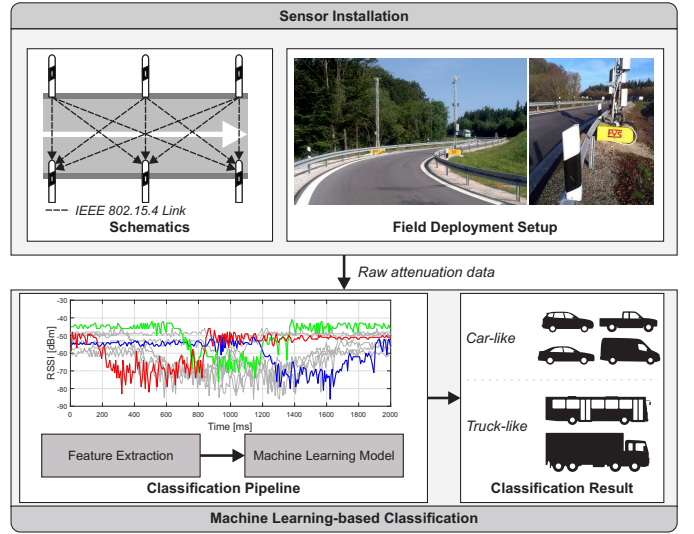 Sensor Installation
IEEE 802.15.4 Link
Schematics
EVS
Field Deployment Setup
Raw attenuation data
-30
-40
-50
-60
-70
-80
-90
RSSI [dBm]
0
200
400
600
800
1000
1200
1400
1600
1800
2000
Time [ms]
Feature Extraction
Machine Learning Model
Classification Pipeline
Car-like
Truck-like
Classification Result
Machine Learning-based Classification